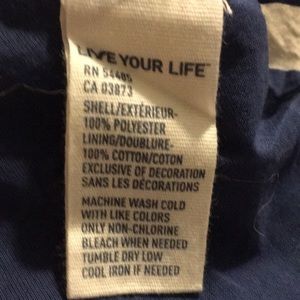 LIVE YOUR LIFE™
RN 54485
CA 03873
SHELL/EXTÉRIEUR-
100% POLYESTER
LINING/DOUBLURE-
100% COTTON/COTON
EXCLUSIVE OF DECORATION
SANS LES DÉCORATIONS
MACHINE WASH COLD
WITH LIKE COLORS
ONLY NON-CHLORINE
BLEACH WHEN NEEDED
TUMBLE DRY LOW
COOL IRON IF NEEDED